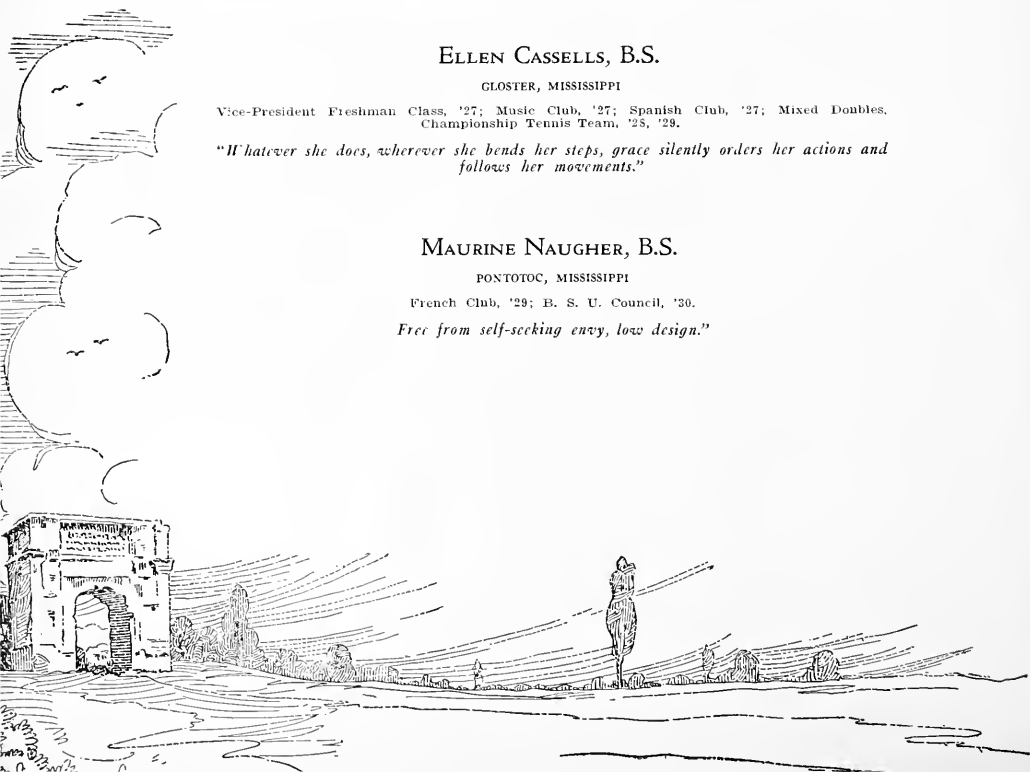 ELLEN CASSELLS, B.S.
GLOSTER, MISSISSIPPI
Vice-President Freshman Class, '27; Music Club, '27; Spanish Club, '27; Mixed Doubles,
Championship Tennis Team, '28, '29.
"Whatever she does, wherever she bends her steps, grace silently orders her actions and
follows her movements."
MAURINE NAUGHER, B.S.
PONTOTOC, MISSISSIPPI
French Club, '29; B. S. U. Council, '30.
Free from self-seeking envy, low design."